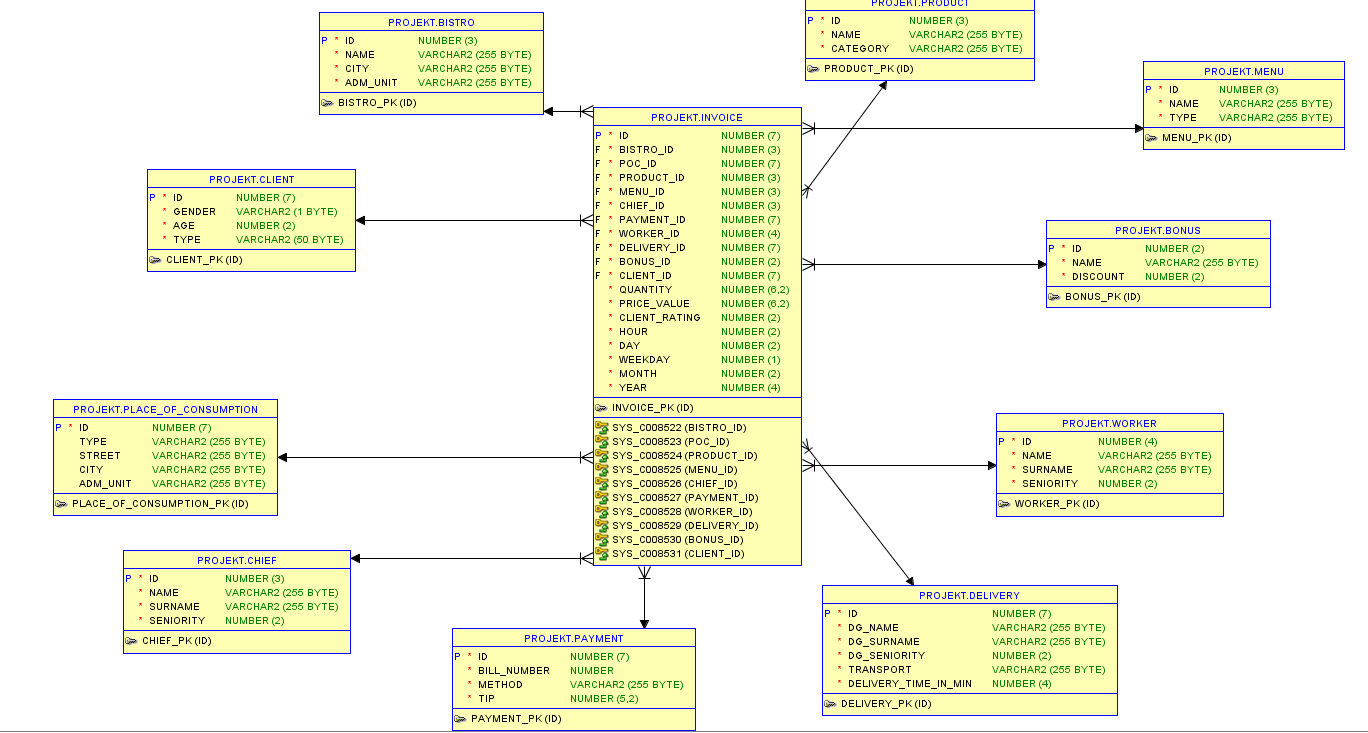 PROJEKT.BISTRO
P * ID NUMBER (3)
* NAME VARCHAR2 (255 BYTE)
* CITY VARCHAR2 (255 BYTE)
* ADM_UNIT VARCHAR2 (255 BYTE)
BISTRO_PK (ID)
PROJEKT.PRODUCT
P * ID NUMBER (3)
* NAME VARCHAR2 (255 BYTE)
* CATEGORY VARCHAR2 (255 BYTE)
PRODUCT_PK (ID)
PROJEKT.MENU
P * ID NUMBER (3)
* NAME VARCHAR2 (255 BYTE)
* TYPE VARCHAR2 (255 BYTE)
MENU_PK (ID)
PROJEKT.INVOICE
P * ID NUMBER (7)
F * BISTRO_ID NUMBER (3)
F * POC_ID NUMBER (7)
F * PRODUCT_ID NUMBER (3)
F * MENU_ID NUMBER (3)
F * CHIEF_ID NUMBER (3)
F * PAYMENT_ID NUMBER (7)
F * WORKER_ID NUMBER (4)
F * DELIVERY_ID NUMBER (7)
F * BONUS_ID NUMBER (2)
F * CLIENT_ID NUMBER (7)
* QUANTITY NUMBER (6,2)
* PRICE_VALUE NUMBER (6,2)
* CLIENT_RATING NUMBER (2)
* HOUR NUMBER (2)
* DAY NUMBER (2)
* WEEKDAY NUMBER (1)
* MONTH NUMBER (2)
* YEAR NUMBER (4)
INVOICE_PK (ID)
SYS_C008522 (BISTRO_ID)
SYS_C008523 (POC_ID)
SYS_C008524 (PRODUCT_ID)
SYS_C008525 (MENU_ID)
SYS_C008526 (CHIEF_ID)
SYS_C008527 (PAYMENT_ID)
SYS_C008528 (WORKER_ID)
SYS_C008529 (DELIVERY_ID)
SYS_C008530 (BONUS_ID)
SYS_C008531 (CLIENT_ID)
PROJEKT.CLIENT
P * ID NUMBER (7)
* GENDER VARCHAR2 (1 BYTE)
* AGE NUMBER (2)
* TYPE VARCHAR2 (50 BYTE)
CLIENT_PK (ID)
PROJEKT.BONUS
P * ID NUMBER (2)
* NAME VARCHAR2 (255 BYTE)
* DISCOUNT NUMBER (2)
BONUS_PK (ID)
PROJEKT.PLACE_OF_CONSUMPTION
P * ID NUMBER (7)
TYPE VARCHAR2 (255 BYTE)
STREET VARCHAR2 (255 BYTE)
CITY VARCHAR2 (255 BYTE)
ADM_UNIT VARCHAR2 (255 BYTE)
PLACE_OF_CONSUMPTION_PK (ID)
PROJEKT.WORKER
P * ID NUMBER (4)
* NAME VARCHAR2 (255 BYTE)
* SURNAME VARCHAR2 (255 BYTE)
* SENIORITY NUMBER (2)
WORKER_PK (ID)
PROJEKT.CHIEF
P * ID NUMBER (3)
* NAME VARCHAR2 (255 BYTE)
* SURNAME VARCHAR2 (255 BYTE)
* SENIORITY NUMBER (2)
CHIEF_PK (ID)
PROJEKT.PAYMENT
P * ID NUMBER (7)
* BILL_NUMBER NUMBER
* METHOD VARCHAR2 (255 BYTE)
* TIP NUMBER (5,2)
PAYMENT_PK (ID)
PROJEKT.DELIVERY
P * ID NUMBER (7)
* DG_NAME VARCHAR2 (255 BYTE)
* DG_SURNAME VARCHAR2 (255 BYTE)
* DG_SENIORITY NUMBER (2)
* TRANSPORT VARCHAR2 (255 BYTE)
* DELIVERY_TIME_IN_MIN NUMBER (4)
DELIVERY_PK (ID)